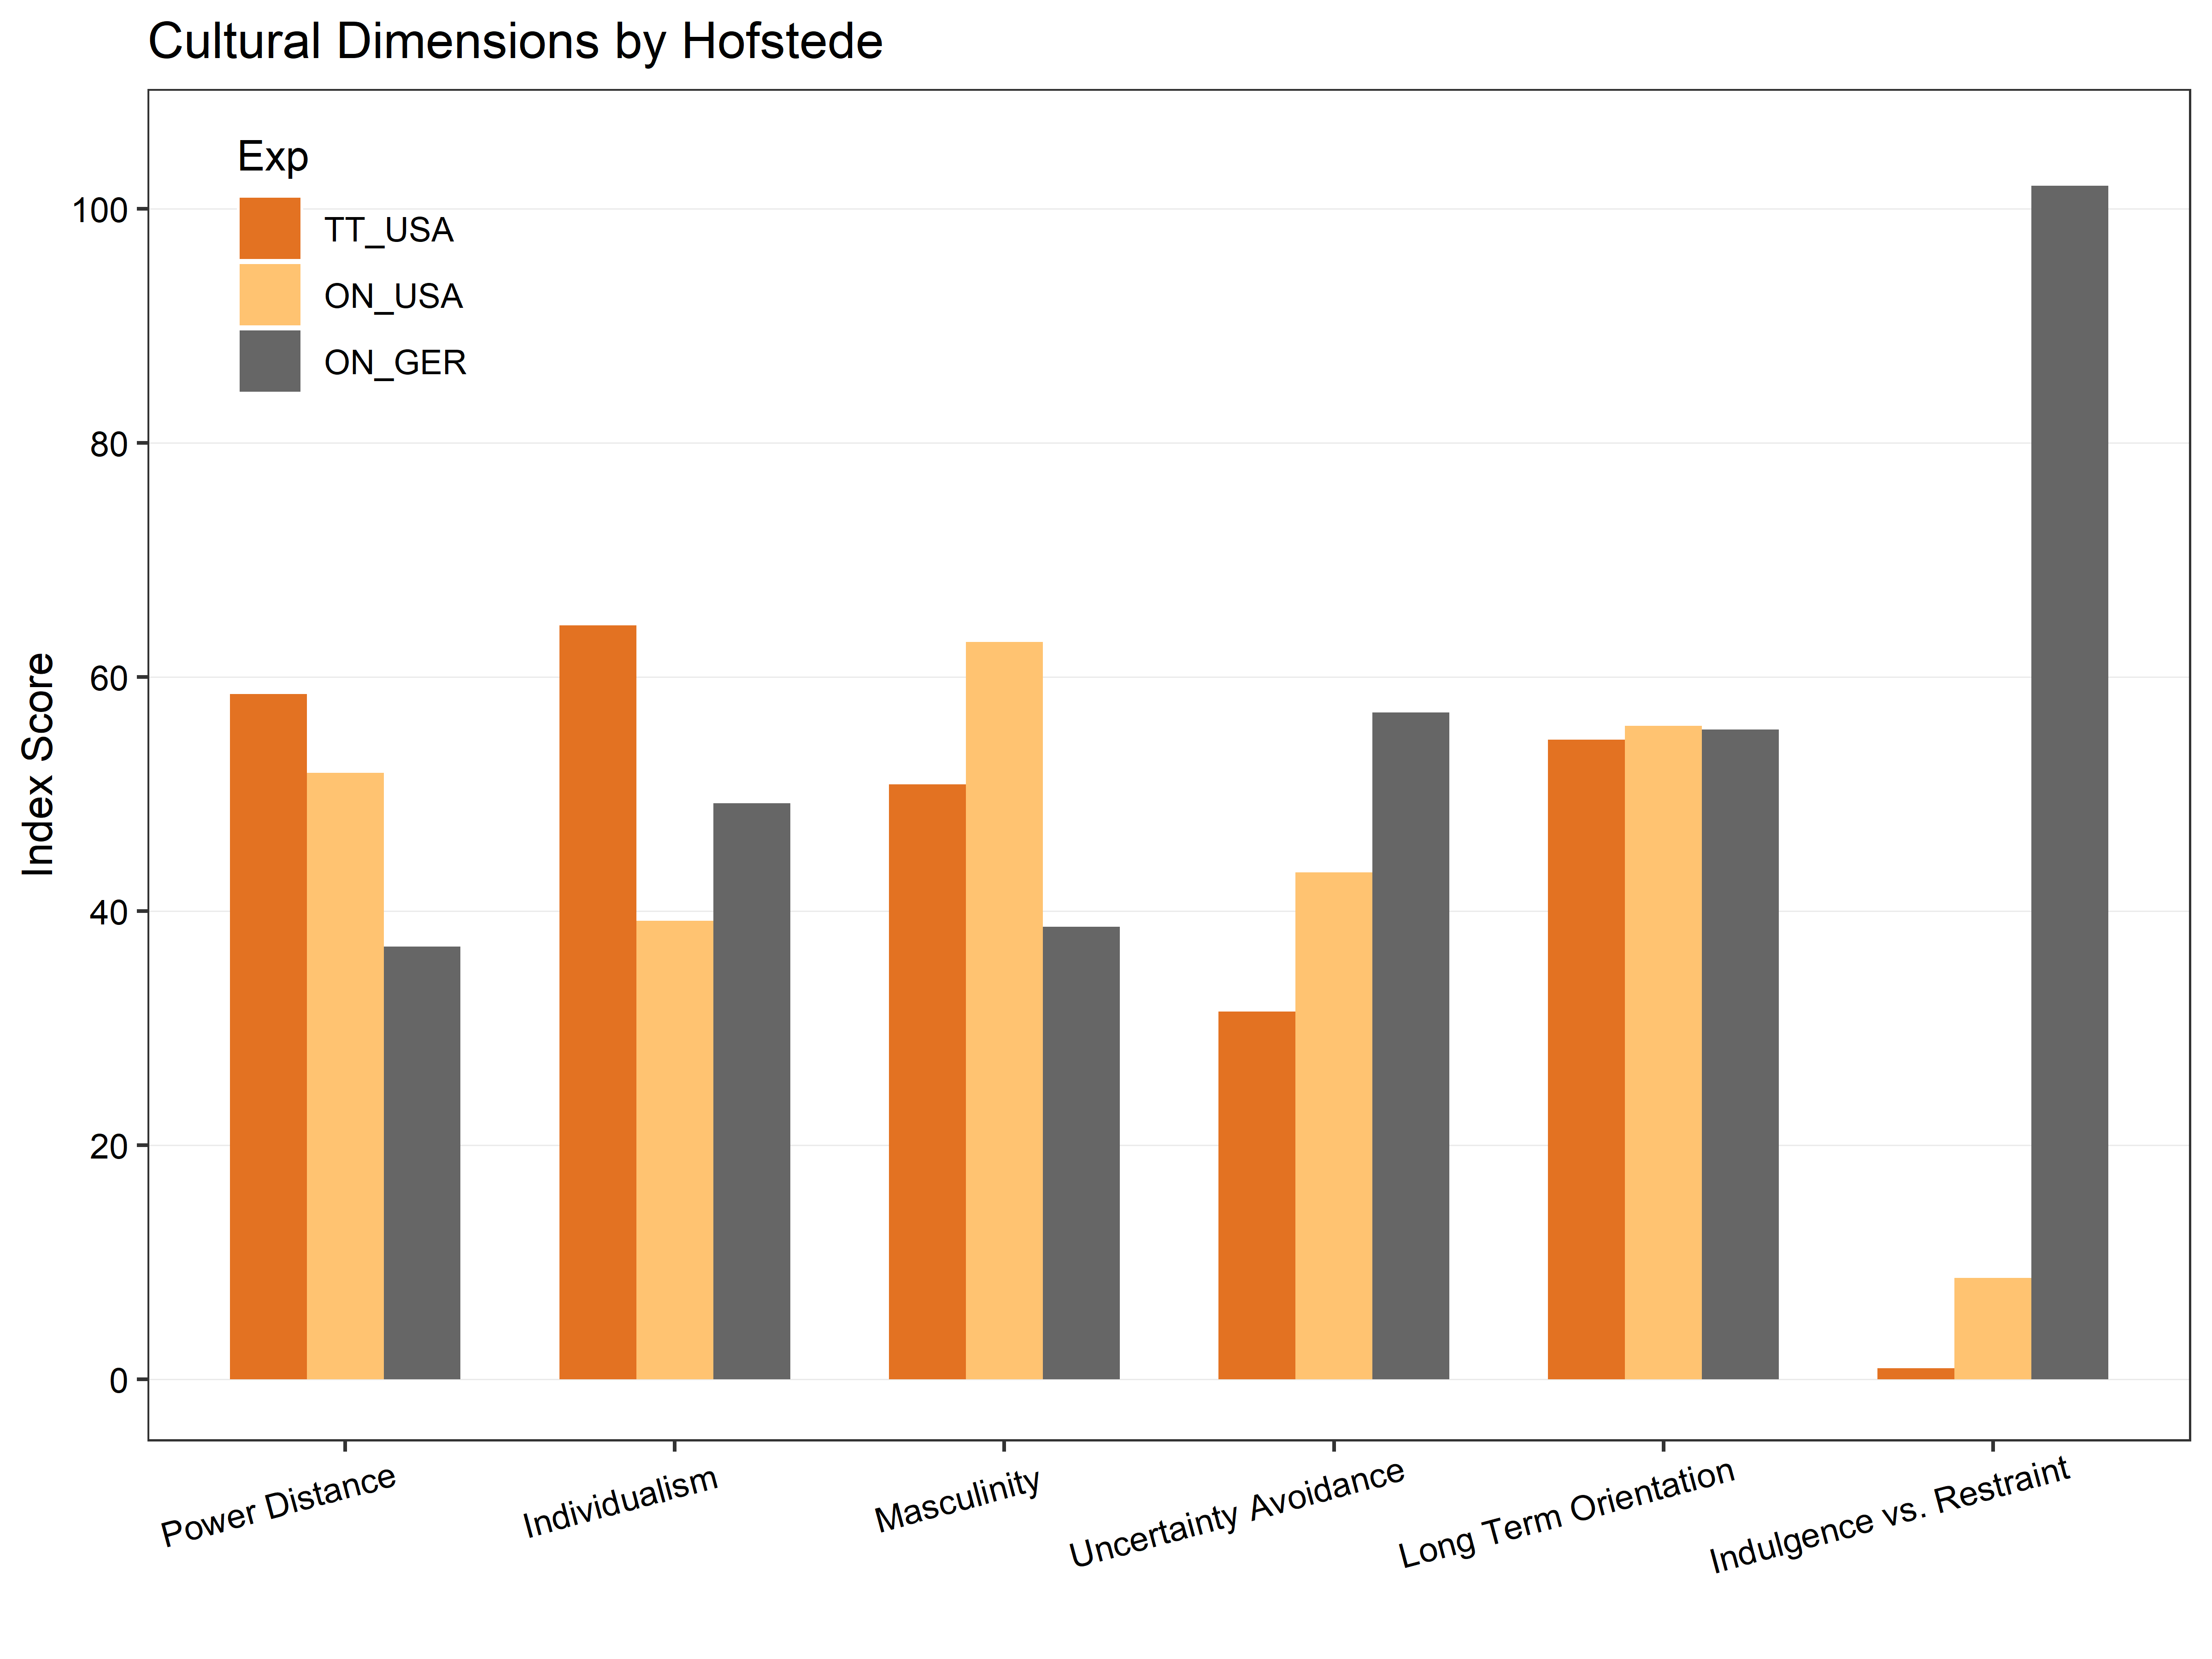 Cultural Dimensions by Hofstede
Exp
TT_USA
ON_USA
ON_GER
Index Score
100
80
60
40
20
0
Power Distance
Individualism
Masculinity
Uncertainty Avoidance
Long Term Orientation
Indulgence vs. Restraint